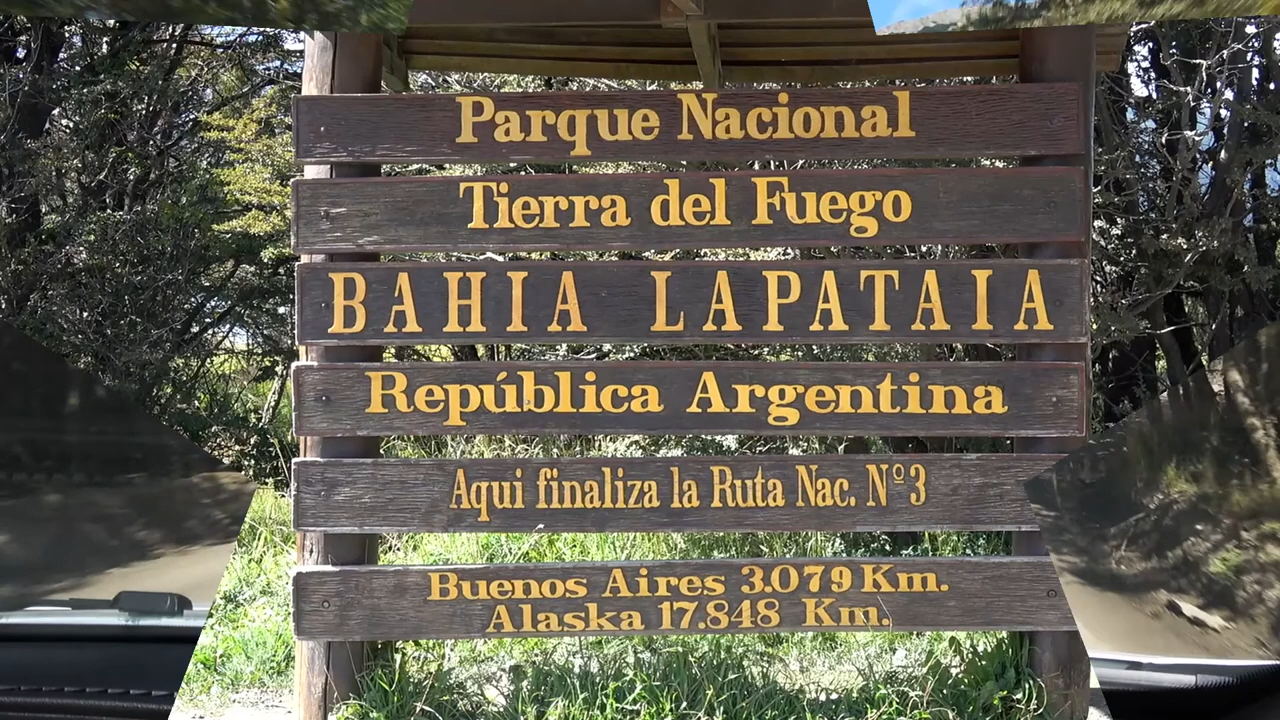 Parque Nacional
Tierra del Fuego
BAHIA LAPATAIA
República Argentina
Aqui finaliza la Ruta Nac. Nº3
Buenos Aires 3.079 Km.
Alaska 17.848 Km.